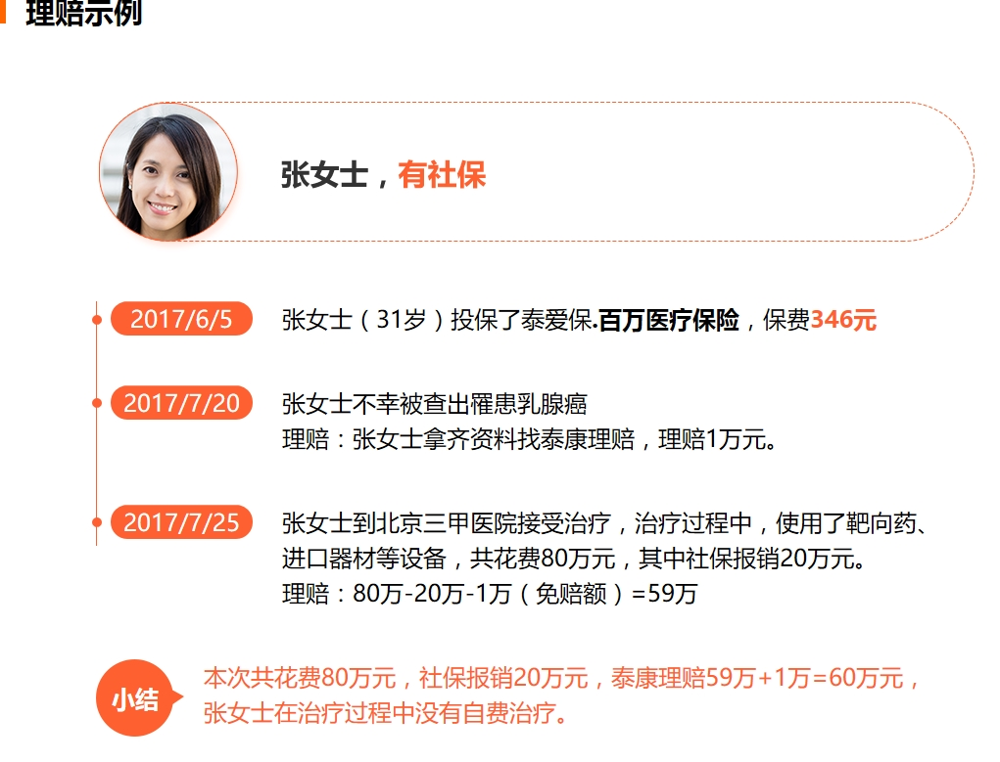 理赔示例
张女士，有社保
2017/6/5
张女士（31岁）投保了泰爱保.百万医疗保险，保费346元
2017/7/20
张女士不幸被查出罹患乳腺癌
理赔：张女士拿齐资料找泰康理赔，理赔1万元。
2017/7/25
张女士到北京三甲医院接受治疗，治疗过程中，使用了靶向药、
进口器材等设备，共花费80万元，其中社保报销20万元。
理赔：80万-20万-1万（免赔额）=59万
小结
本次共花费80万元，社保报销20万元，泰康理赔59万+1万=60万元，
张女士在治疗过程中没有自费治疗。